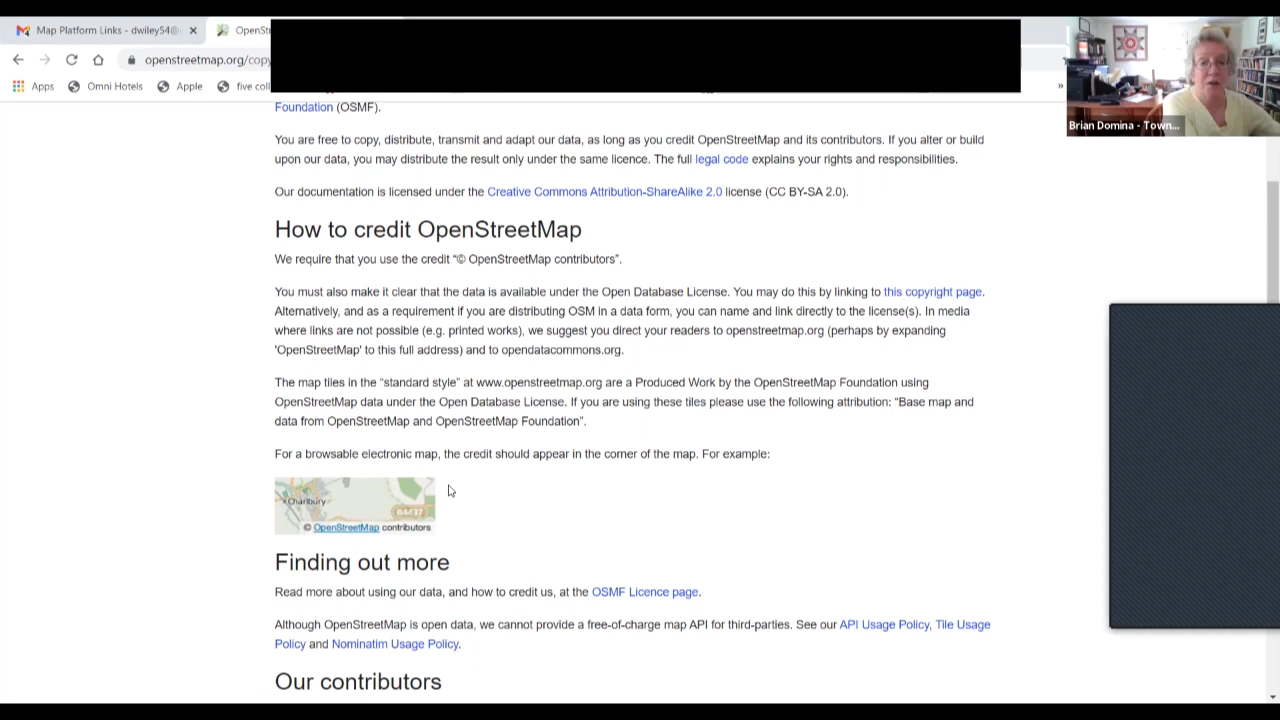 Map Platform Links - dwiley54@
OpenStr
openstreetmap.org/copy
Apps
Omni Hotels
Apple
five coll
»
Brian Domina - Town...
Foundation (OSMF).
You are free to copy, distribute, transmit and adapt our data, as long as you credit OpenStreetMap and its contributors. If you alter or build
upon our data, you may distribute the result only under the same licence. The full legal code explains your rights and responsibilities.
Our documentation is licensed under the Creative Commons Attribution-ShareAlike 2.0 license (CC BY-SA 2.0).
How to credit OpenStreetMap
We require that you use the credit “© OpenStreetMap contributors”.
You must also make it clear that the data is available under the Open Database License. You may do this by linking to this copyright page.
Alternatively, and as a requirement if you are distributing OSM in a data form, you can name and link directly to the license(s). In media
where links are not possible (e.g. printed works), we suggest you direct your readers to openstreetmap.org (perhaps by expanding
'OpenStreetMap' to this full address) and to opendatacommons.org.
The map tiles in the “standard style” at www.openstreetmap.org are a Produced Work by the OpenStreetMap Foundation using
OpenStreetMap data under the Open Database License. If you are using these tiles please use the following attribution: “Base map and
data from OpenStreetMap and OpenStreetMap Foundation”.
For a browsable electronic map, the credit should appear in the corner of the map. For example:
Charlbury
B4437
© OpenStreetMap contributors
Finding out more
Read more about using our data, and how to credit us, at the OSMF Licence page.
Although OpenStreetMap is open data, we cannot provide a free-of-charge map API for third-parties. See our API Usage Policy, Tile Usage
Policy and Nominatim Usage Policy.
Our contributors